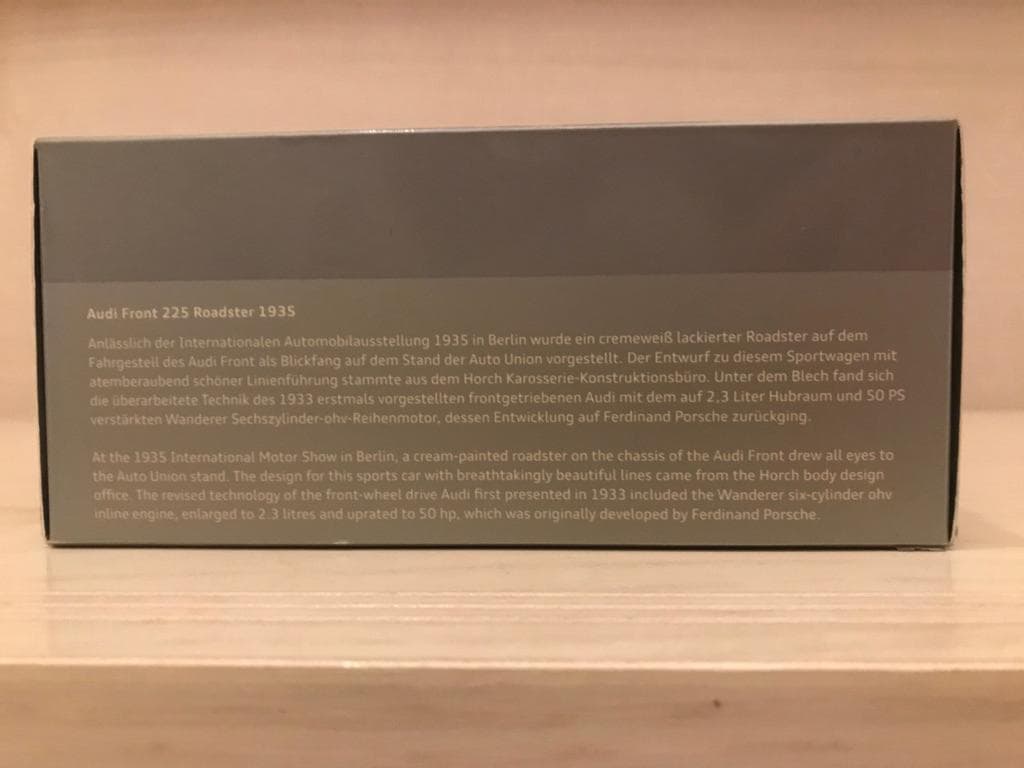 Audi Front 225 Roadster 1935
Anlässlich der Internationalen Automobilausstellung 1935 in Berlin wurde ein cremeweiß lackierter Roadster auf dem
Fahrgestell des Audi Front als Blickfang auf dem Stand der Auto Union vorgestellt. Der Entwurf zu diesem Sportwagen mit
atemberaubend schöner Linienführung stammte aus dem Horch Karosserie-Konstruktionsbüro. Unter dem Blech fand sich
die überarbeitete Technik des 1933 erstmals vorgestellten frontgetriebenen Audi mit dem auf 2,3 Liter Hubraum und 50 PS
verstärkten Wanderer Sechszylinder-ohv-Reihenmotor, dessen Entwicklung auf Ferdinand Porsche zurückging.
At the 1935 International Motor Show in Berlin, a cream-painted roadster on the chassis of the Audi Front drew all eyes to
the Auto Union stand. The design for this sports car with breathtakingly beautiful lines came from the Horch body design
office. The revised technology of the front-wheel drive Audi first presented in 1933 included the Wanderer six-cylinder ohv
inline engine, enlarged to 2.3 litres and uprated to 50 hp, which was originally developed by Ferdinand Porsche.